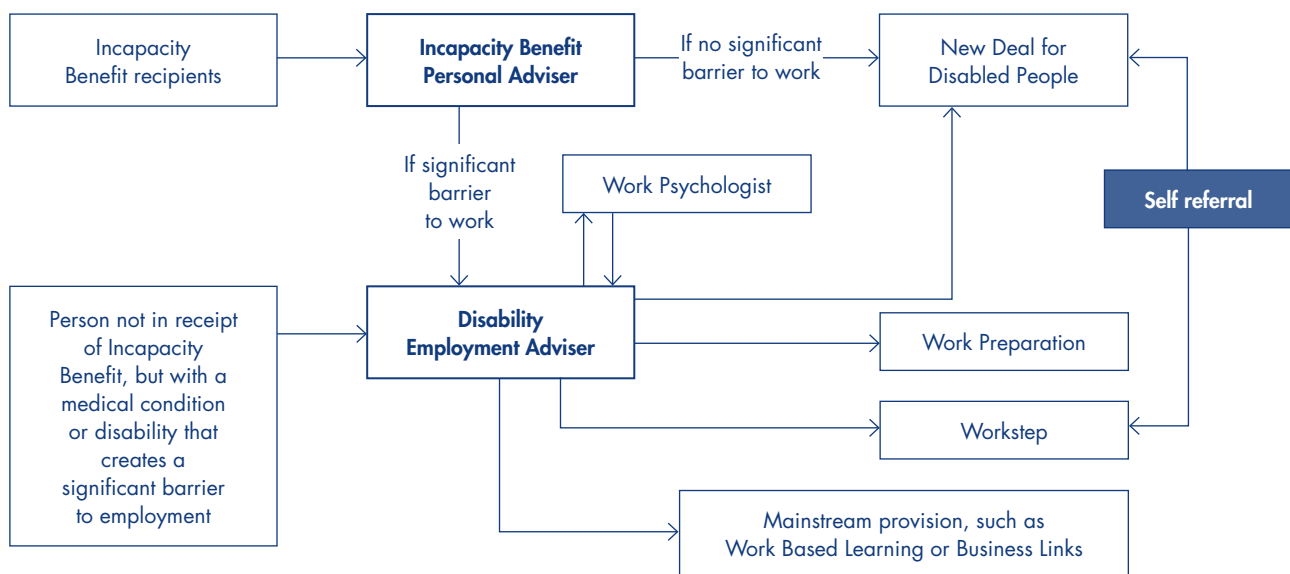 Incapacity
Benefit recipients
Incapacity Benefit
Personal Adviser
If no significant
barrier to work
New Deal for
Disabled People
If significant
barrier
to work
Work Psychologist
Self referral
Person not in receipt
of Incapacity
Benefit, but with a
medical condition
or disability that
creates a
significant barrier
to employment
Disability
Employment Adviser
Work Preparation
Workstep
Mainstream provision, such as
Work Based Learning or Business Links